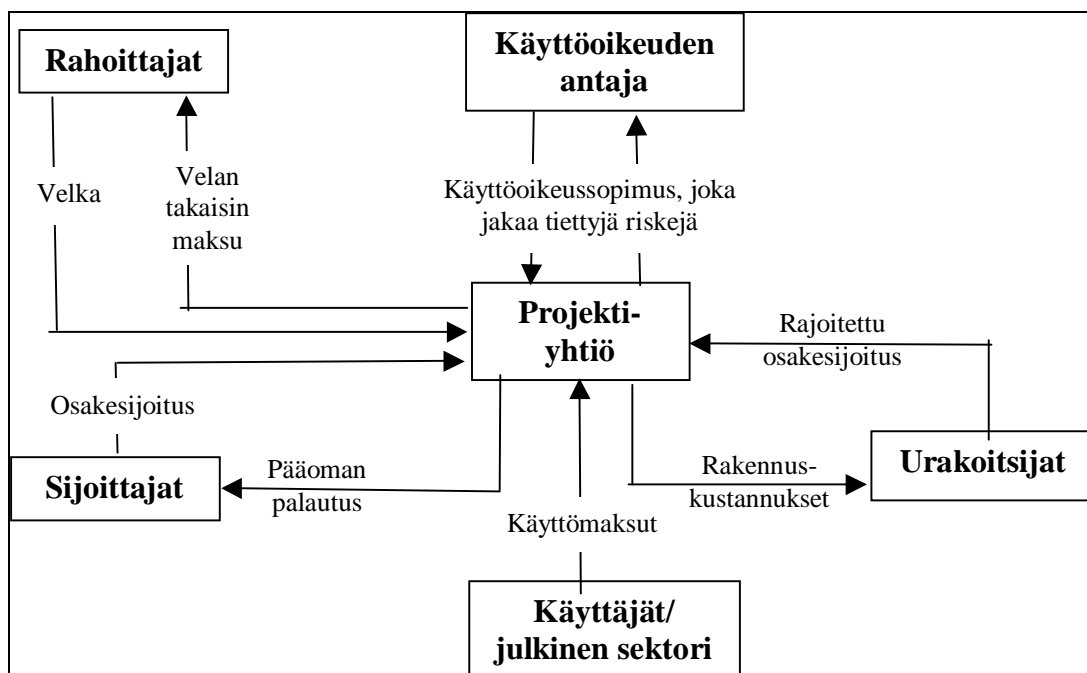 Rahoittajat
Käyttöoikeuden
antaja
Velka
Velan
takaisin
maksu
Käyttöoikeussopimus, joka
jakaa tiettyjä riskejä
Projekti-
yhtiö
Rajoitettu
osakesijoitus
Osakesijoitus
Sijoittajat
Pääoman
palautus
Rakennus-
kustannukset
Urakoitsijat
Käyttömaksut
Käyttäjät/
julkinen sektori